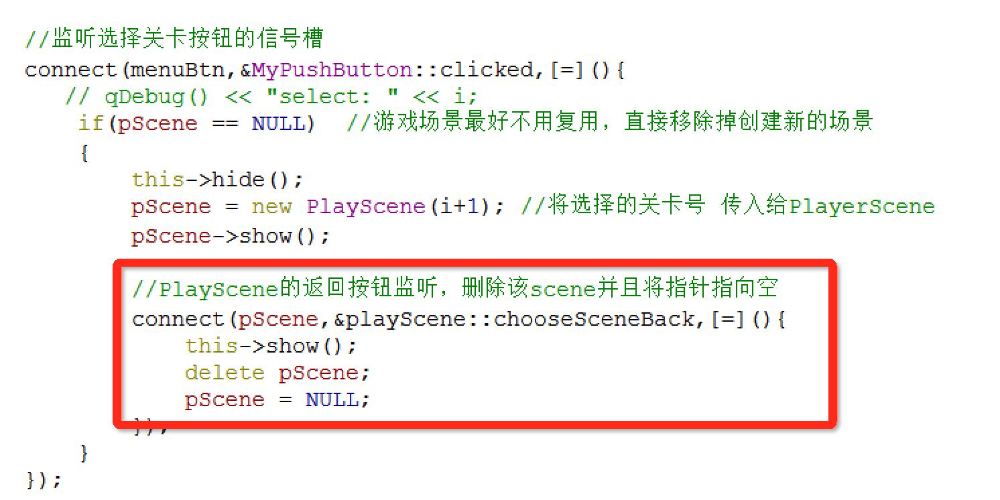 //监听选择关卡按钮的信号槽
connect(menuBtn,&MyPushButton::clicked,[=](){
// qDebug() << "select: " << i;
if(pScene == NULL) //游戏场景最好不用复用，直接移除掉创建新的场景
{
this->hide();
pScene = new PlayScene(i+1); //将选择的关卡号 传入给PlayerScene
pScene->show();
//PlayScene的返回按钮监听，删除该scene并且将指针指向空
connect(pScene,&playScene::chooseSceneBack,[=](){
this->show();
delete pScene;
pScene = NULL;
});
}
});